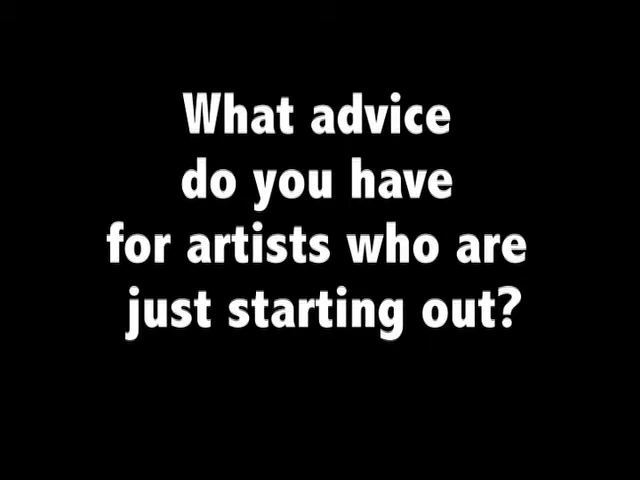 What advice
do you have
for artists who are
just starting out?